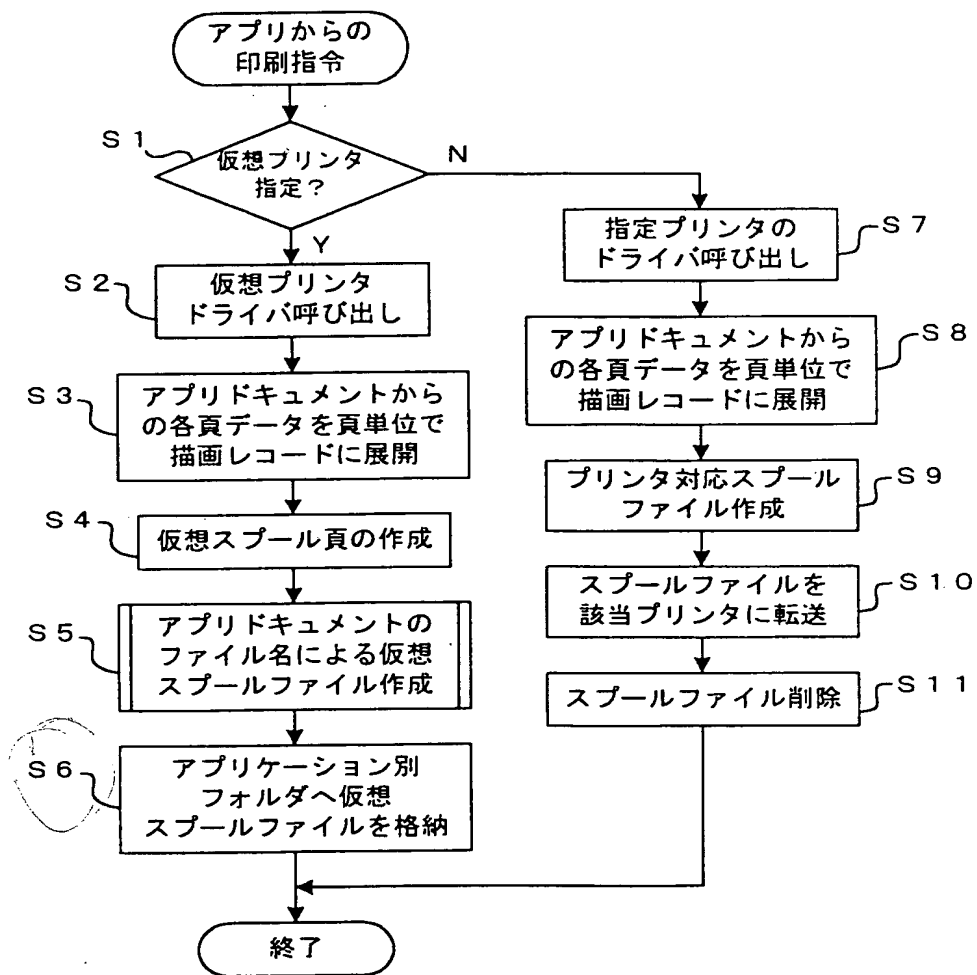 アプリからの
印刷指令
S1
仮想プリンタ
指定?
N
Y
S2
仮想プリンタ
ドライバ呼び出し
S3
アプリドキュメントから
の各頁データを頁単位で
描画レコードに展開
S4
仮想スプール頁の作成
S5
アプリドキュメントの
ファイル名による仮想
スプールファイル作成
S6
アプリケーション別
フォルダへ仮想
スプールファイルを格納
指定プリンタの
ドライバ呼び出し
S7
アプリドキュメントから
の各頁データを頁単位で
描画レコードに展開
S8
プリンタ対応スプール
ファイル作成
S9
スプールファイルを
該当プリンタに転送
S10
スプールファイル削除
S11
終了